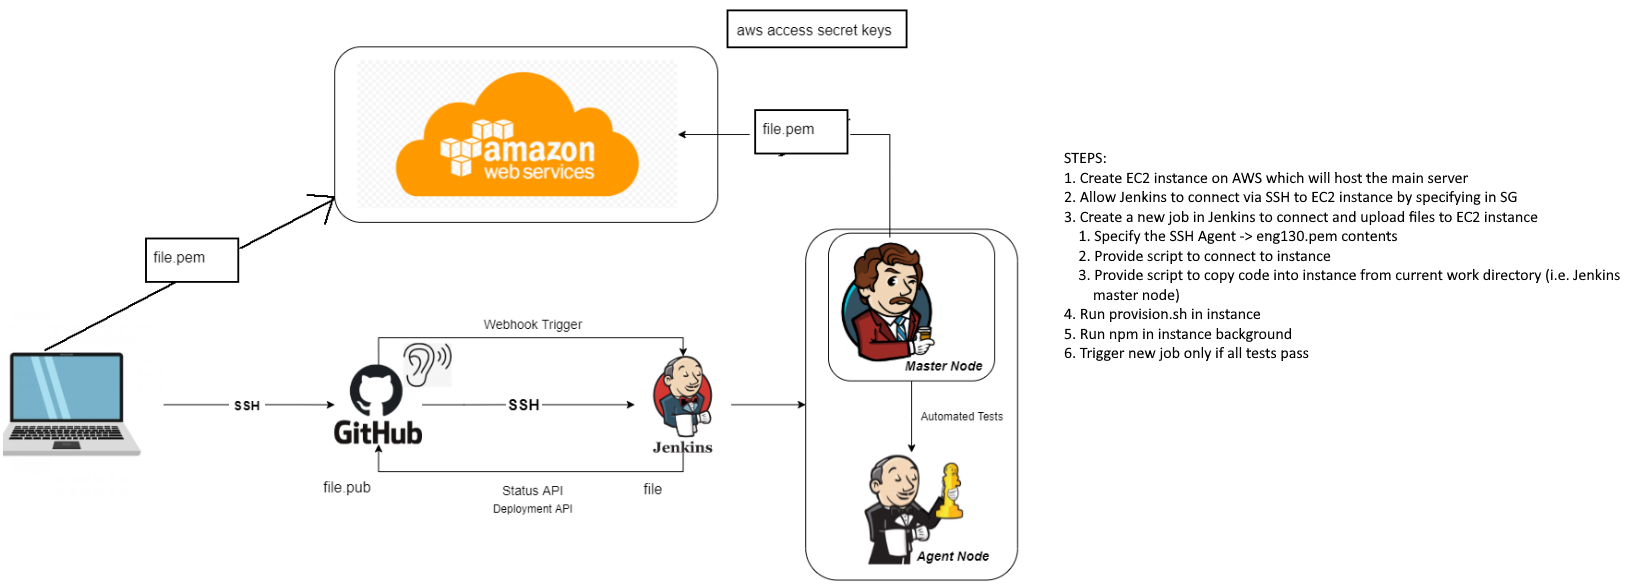 aws access secret keys
amazon
web services
file.pem
file.pem
STEPS:
1. Create EC2 instance on AWS which will host the main server
2. Allow Jenkins to connect via SSH to EC2 instance by specifying in SG
3. Create a new job in Jenkins to connect and upload files to EC2 instance
1. Specify the SSH Agent -> eng130.pem contents
2. Provide script to connect to instance
3. Provide script to copy code into instance from current work directory (i.e. Jenkins
master node)
4. Run provision.sh in instance
5. Run npm in instance background
6. Trigger new job only if all tests pass
Webhook Trigger
Master Node
SSH
SSH
GitHub
Jenkins
Automated Tests
file.pub
Status API
Deployment API
file
Agent Node